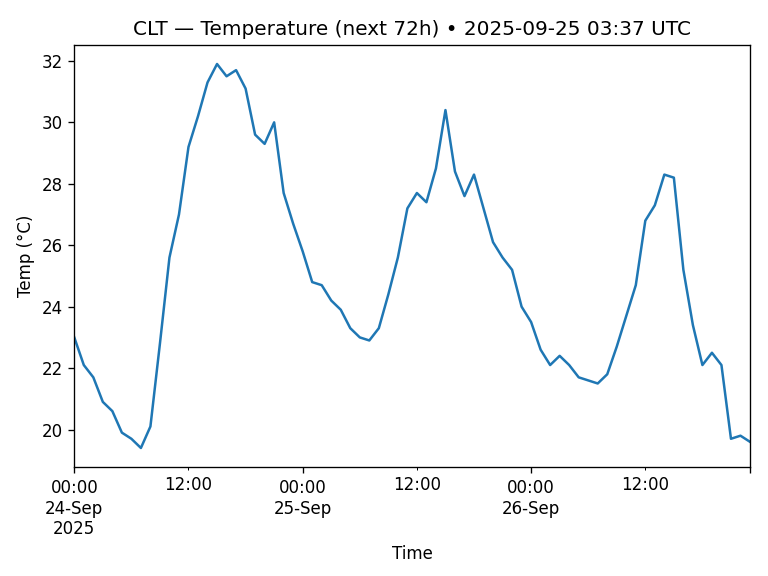 CLT — Temperature (next 72h) • 2025-09-25 03:37 UTC
32
30
28
26
24
22
20
Temp (°C)
00:00 12:00 00:00 12:00 00:00 12:00
24-Sep 25-Sep 26-Sep
2025
Time